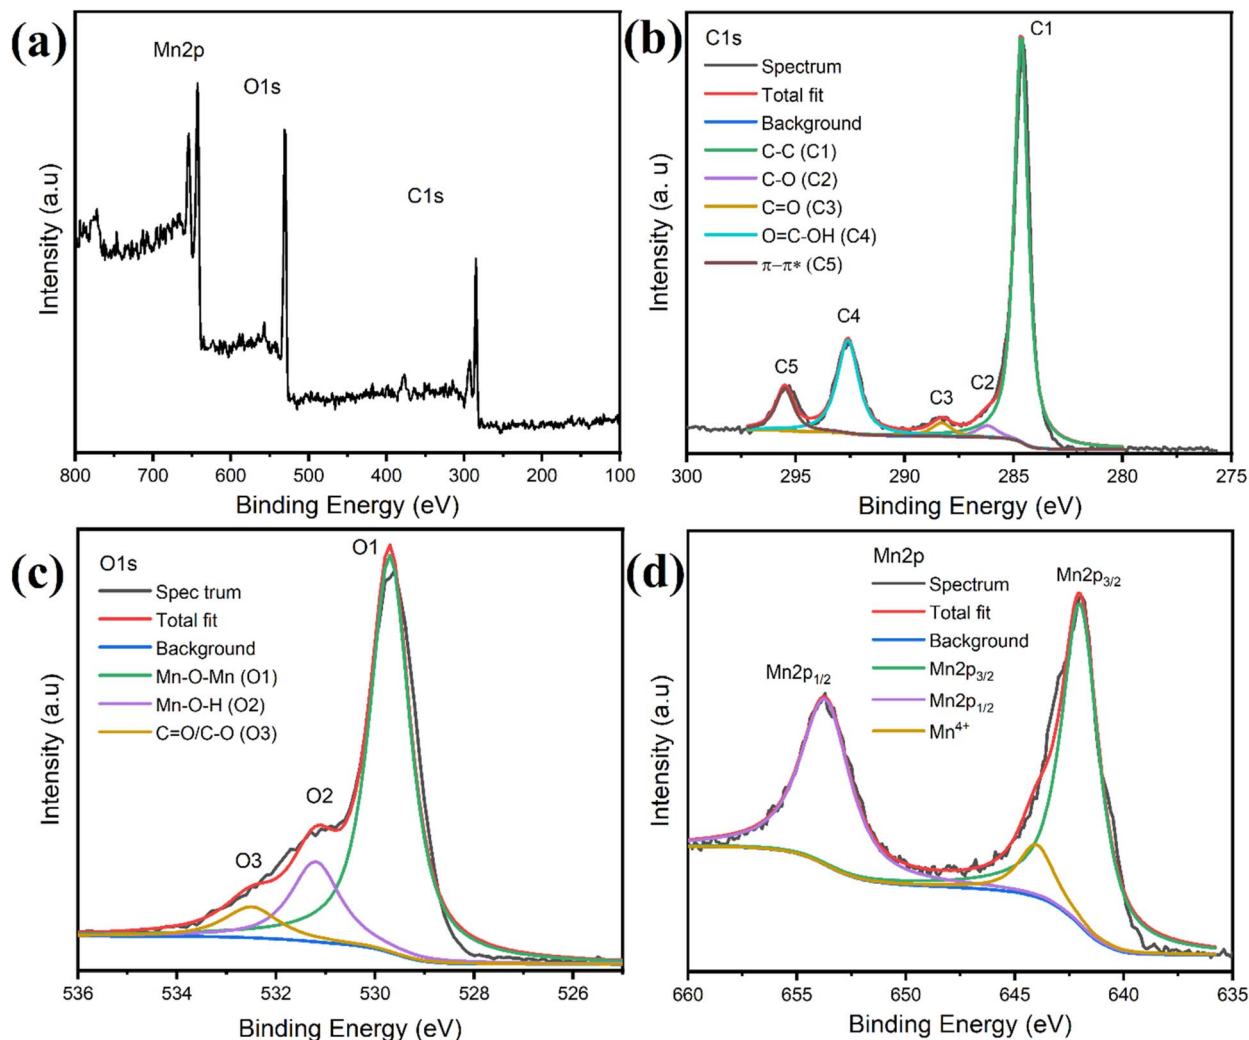 (a)
Mn2p
O1s
C1s
Intensity (a.u)
800 700 600 500 400 300 200 100
Binding Energy (eV)
(b)
C1s
Spectrum
Total fit
Background
C-C (C1)
C-O (C2)
C=O (C3)
O=C-OH (C4)
π−π* (C5)
C1
C2
C3
C4
C5
Intensity (a. u)
300 295 290 285 280 275
Binding Energy (eV)
(c)
O1s
Spec trum
Total fit
Background
Mn-O-Mn (O1)
Mn-O-H (O2)
C=O/C-O (O3)
O1
O2
O3
Intensity (a.u)
536 534 532 530 528 526
Binding Energy (eV)
(d)
Mn2p
Spectrum
Total fit
Background
Mn2p3/2
Mn2p1/2
Mn4+
Mn2p3/2
Mn2p1/2
Intensity (a.u)
660 655 650 645 640 635
Binding Energy (eV)